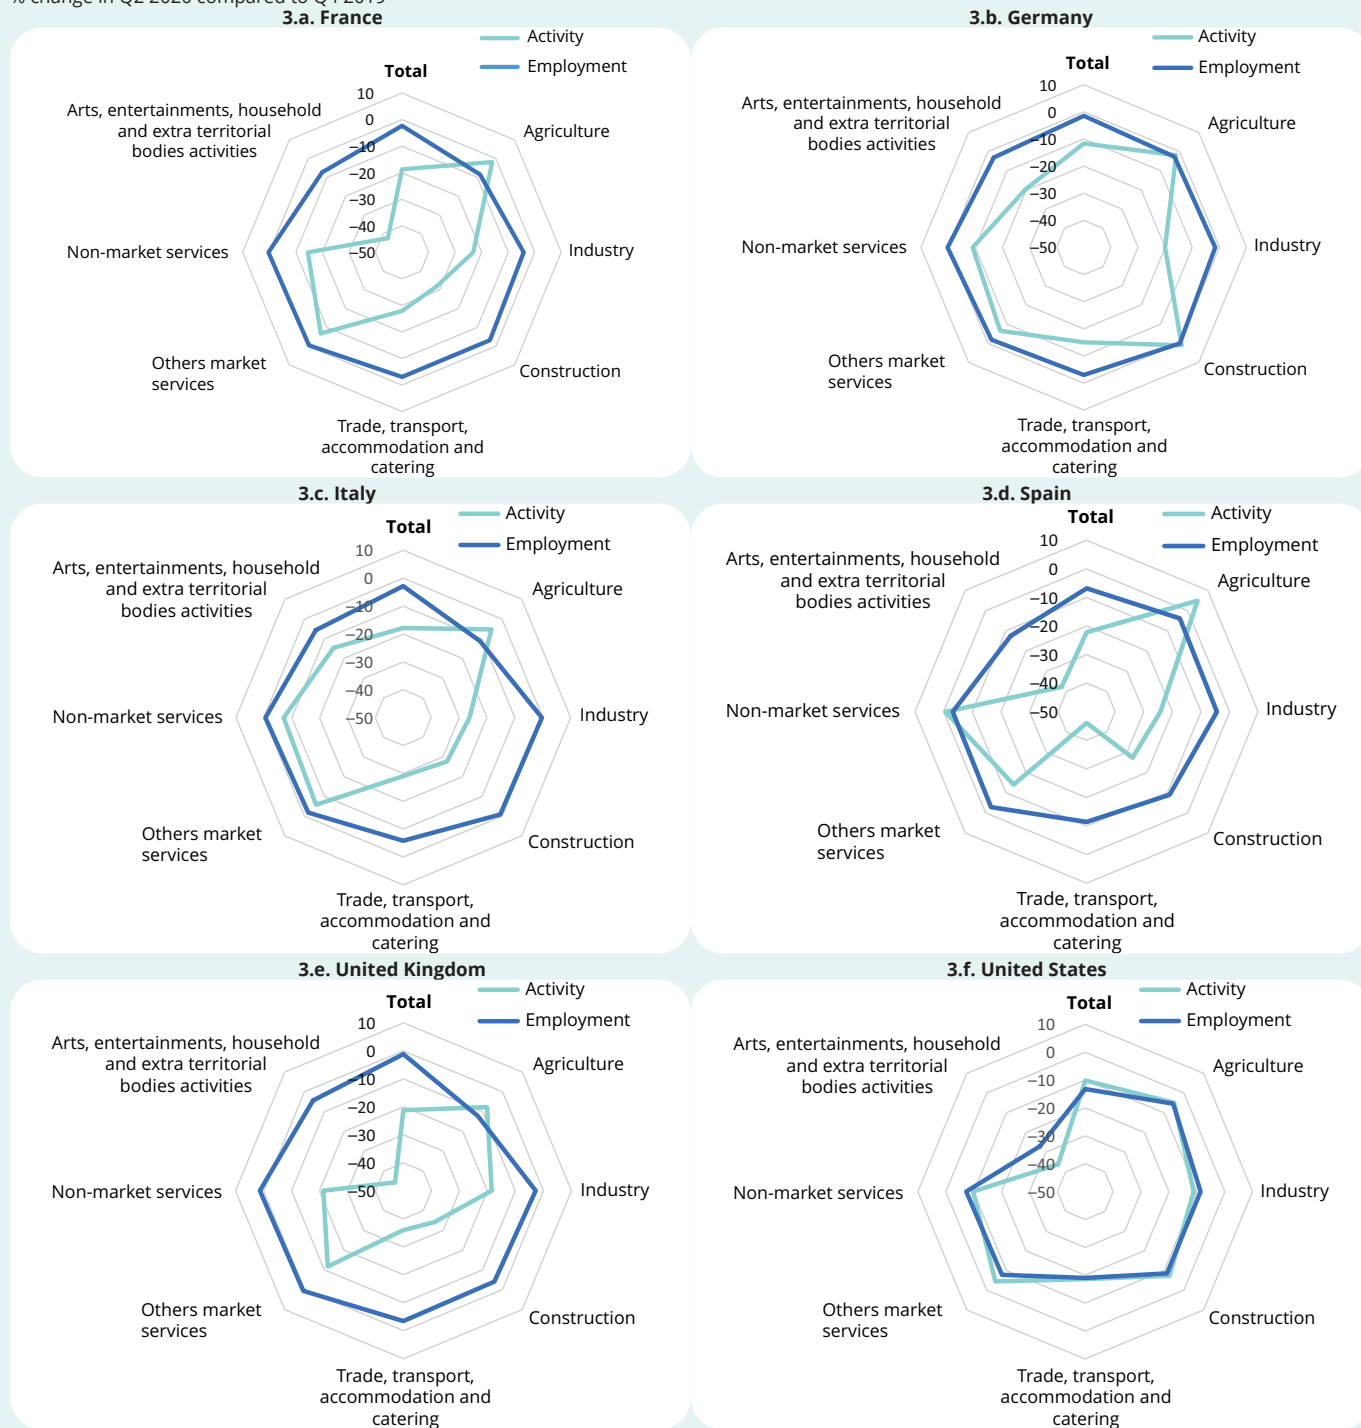 % change in Q2 2020 compared to Q4 2019
3.a. France
Activity
Employment
Total
Agriculture
Industry
Construction
Trade, transport,
accommodation and
catering
Others market
services
Non-market services
Arts, entertainments, household
and extra territorial
bodies activities
10
0
−10
−20
−30
−40
−50
3.b. Germany
Activity
Employment
Total
Agriculture
Industry
Construction
Trade, transport,
accommodation and
catering
Others market
services
Non-market services
Arts, entertainments, household
and extra territorial
bodies activities
10
0
−10
−20
−30
−40
−50
3.c. Italy
Activity
Employment
Total
Agriculture
Industry
Construction
Trade, transport,
accommodation and
catering
Others market
services
Non-market services
Arts, entertainments, household
and extra territorial
bodies activities
10
0
−10
−20
−30
−40
−50
3.d. Spain
Activity
Employment
Total
Agriculture
Industry
Construction
Trade, transport,
accommodation and
catering
Others market
services
Non-market services
Arts, entertainments, household
and extra territorial
bodies activities
10
0
−10
−20
−30
−40
−50
3.e. United Kingdom
Activity
Employment
Total
Agriculture
Industry
Construction
Trade, transport,
accommodation and
catering
Others market
services
Non-market services
Arts, entertainments, household
and extra territorial
bodies activities
10
0
−10
−20
−30
−40
−50
3.f. United States
Activity
Employment
Total
Agriculture
Industry
Construction
Trade, transport,
accommodation and
catering
Others market
services
Non-market services
Arts, entertainments, household
and extra territorial
bodies activities
10
0
−10
−20
−30
−40
−50